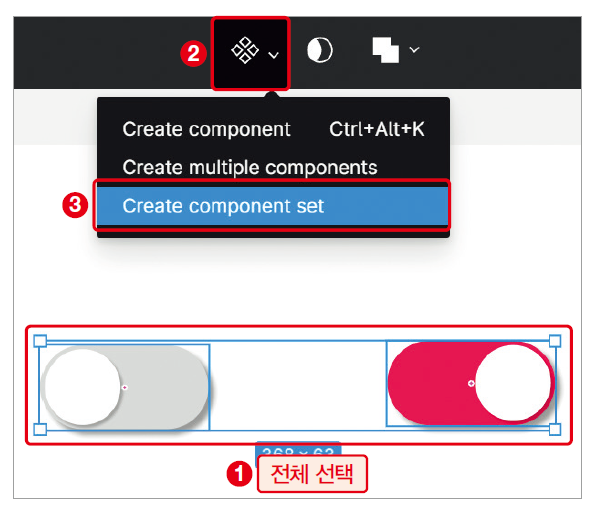 2
Create component Ctrl+Alt+K
Create multiple components
3 Create component set
368 × 63
1 전체 선택